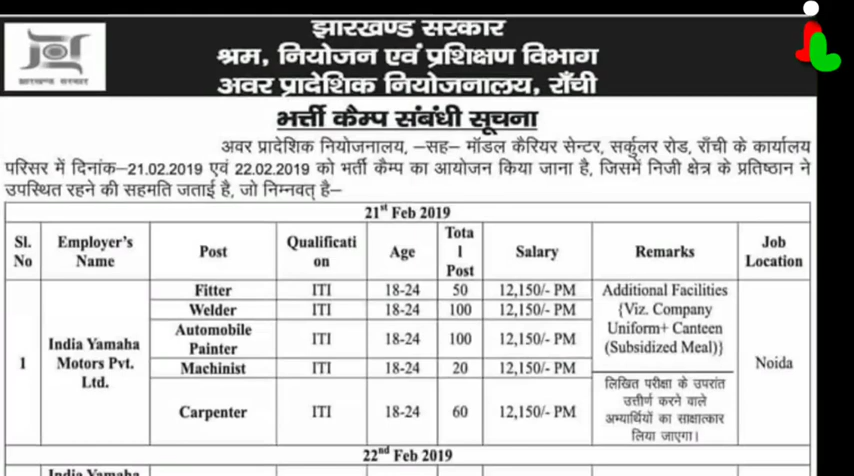 झारखण्ड सरकार
झारखण्ड सरकार
श्रम, नियोजन एवं प्रशिक्षण विभाग
अवर प्रादेशिक नियोजनालय, राँची
भर्त्ती कैम्प संबंधी सूचना
अवर प्रादेशिक नियोजनालय, –सह– मॉडल कैरियर सेन्टर, सर्कुलर रोड, राँची के कार्यालय
परिसर में दिनांक–21.02.2019 एवं 22.02.2019 को भर्ती कैम्प का आयोजन किया जाना है, जिसमें निजी क्षेत्र के प्रतिष्ठान ने
उपस्थित रहने की सहमति जताई है, जो निम्नवत् है–
21st Feb 2019
Sl. No Employer's Name Post Qualificati on Age Tota l Post Salary Remarks Job Location
1 India Yamaha Motors Pvt. Ltd. Noida
Fitter ITI 18-24 50 12,150/- PM
Welder ITI 18-24 100 12,150/- PM
Automobile Painter ITI 18-24 100 12,150/- PM
Machinist ITI 18-24 20 12,150/- PM
Carpenter ITI 18-24 60 12,150/- PM
Additional Facilities
{Viz. Company
Uniform+ Canteen
(Subsidized Meal)}
लिखित परीक्षा के उपरांत
उत्तीर्ण करने वाले
अभ्यार्थियों का साक्षात्कार
लिया जाएगा।
22nd Feb 2019
India Yamaha